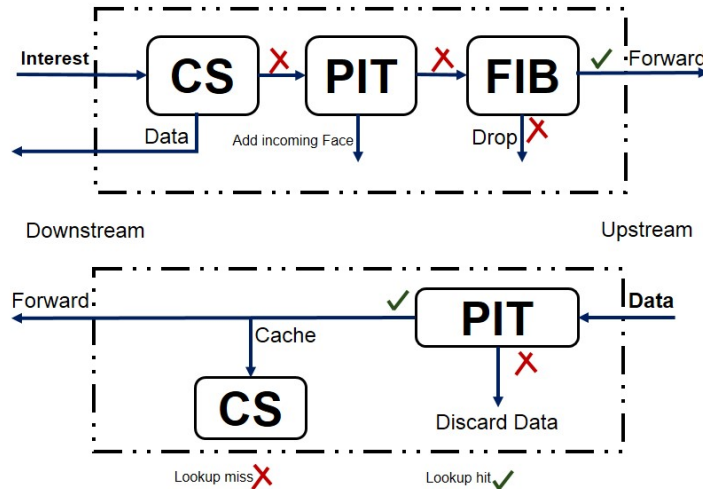 Interest
CS
PIT
FIB
Forward
Data
Add incoming Face
Drop
Downstream
Upstream
Forward
PIT
Data
Cache
CS
Discard Data
Lookup miss
Lookup hit